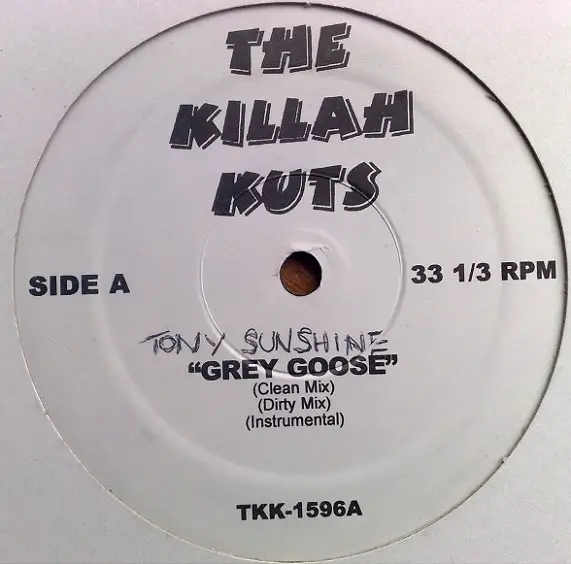 THE
KILLAH
KUTS
SIDE A
33 1/3 RPM
TONY SUNSHINE
“GREY GOOSE”
(Clean Mix)
(Dirty Mix)
(Instrumental)
TKK-1596A